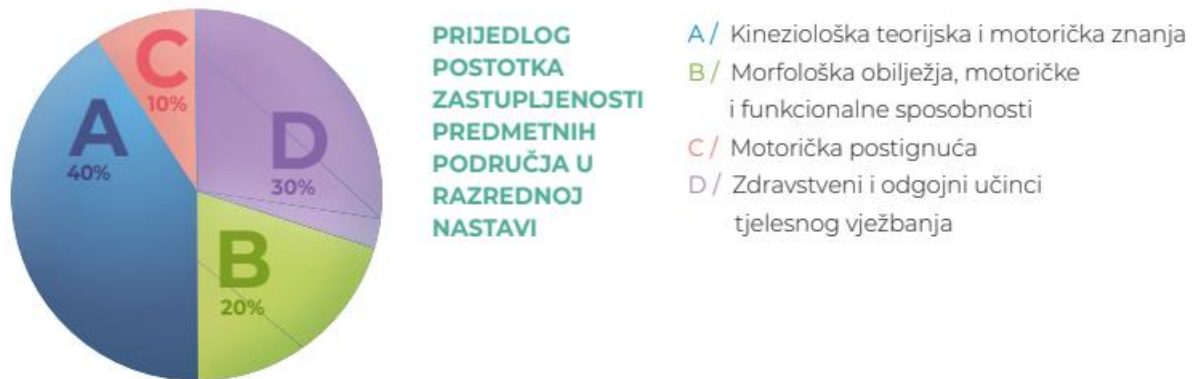 C
10%
A
40%
D
30%
B
20%
PRIJEDLOG
POSTOTKA
ZASTUPLJENOSTI
PREDMETNIH
PODRUČJA U
RAZREDNOJ
NASTAVI
A / Kineziološka teorijska i motorička znanja
B / Morfološka obilježja, motoričke
i funkcionalne sposobnosti
C / Motorička postignuća
D / Zdravstveni i odgojni učinci
tjelesnog vježbanja